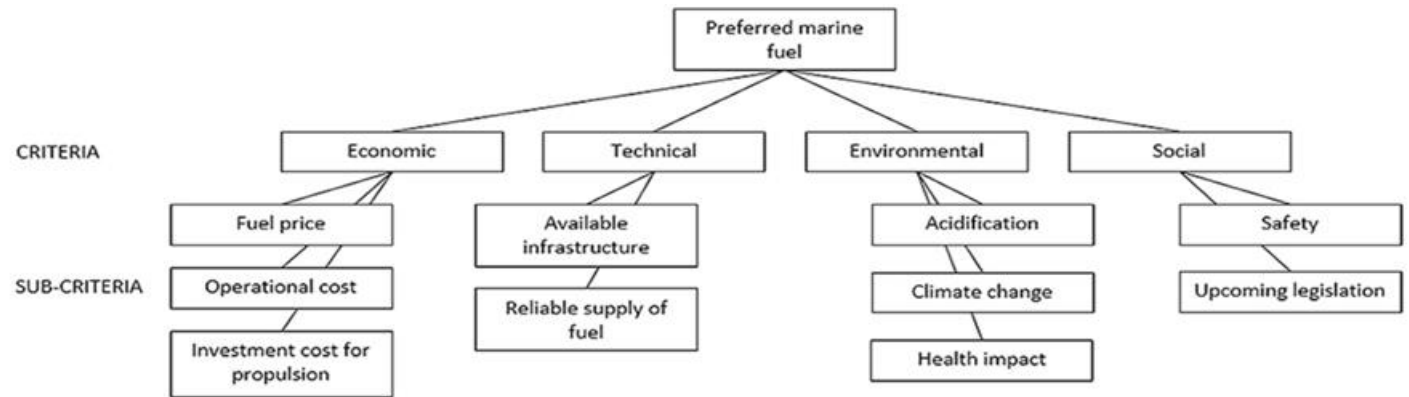 Preferred marine
fuel
CRITERIA
Economic
Technical
Environmental
Social
SUB-CRITERIA
Fuel price
Operational cost
Investment cost for
propulsion
Available
infrastructure
Reliable supply of
fuel
Acidification
Climate change
Health impact
Safety
Upcoming legislation